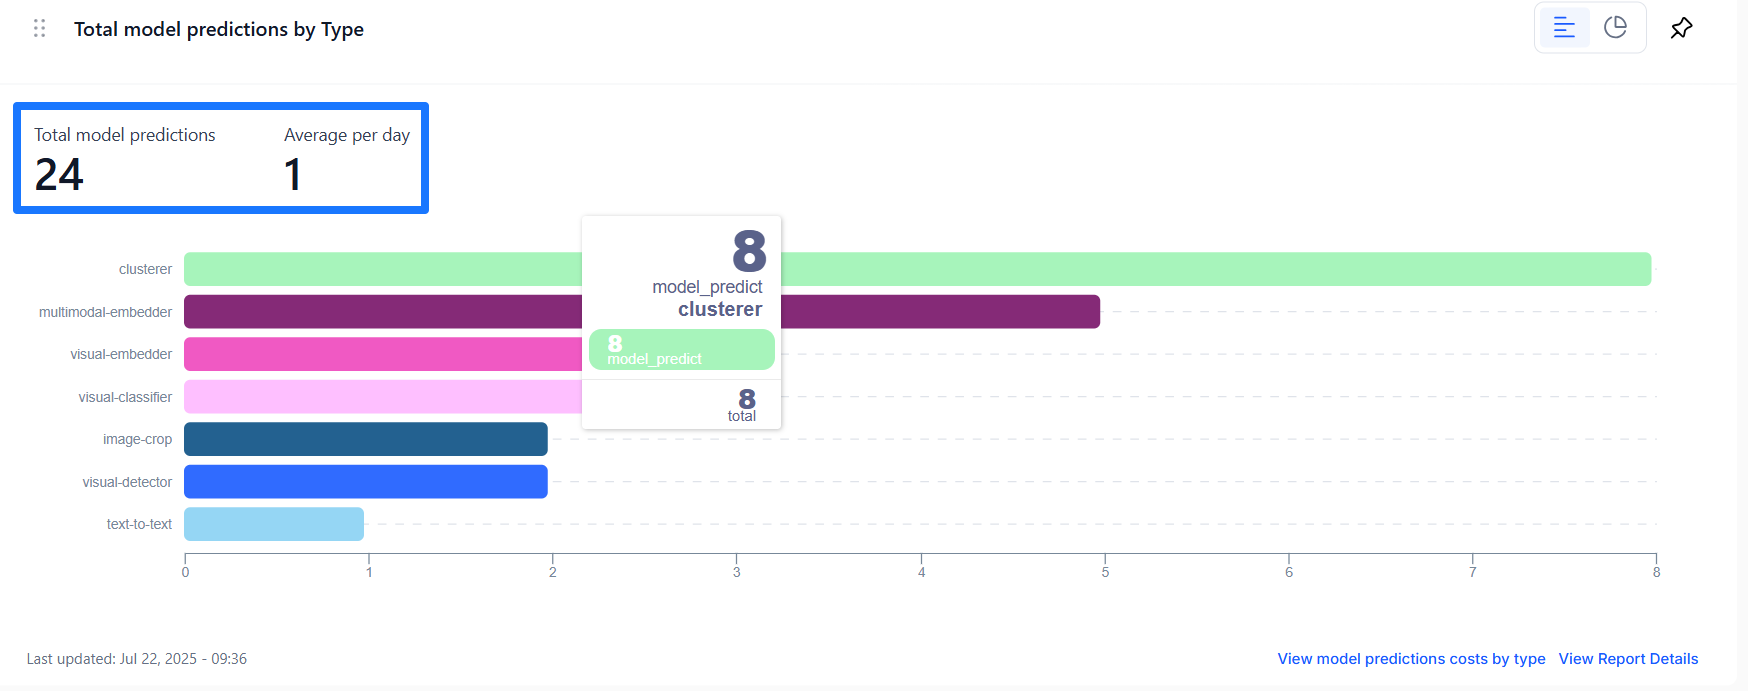 Total model predictions by Type
Total model predictions
Average per day
24
1
8
model_predict
clusterer
8
model_predict
8
total
clusterer
multimodal-embedder
visual-embedder
visual-classifier
image-crop
visual-detector
text-to-text
0 1 2 3 4 5 6 7 8
Last updated: Jul 22, 2025 - 09:36
View model predictions costs by type
View Report Details